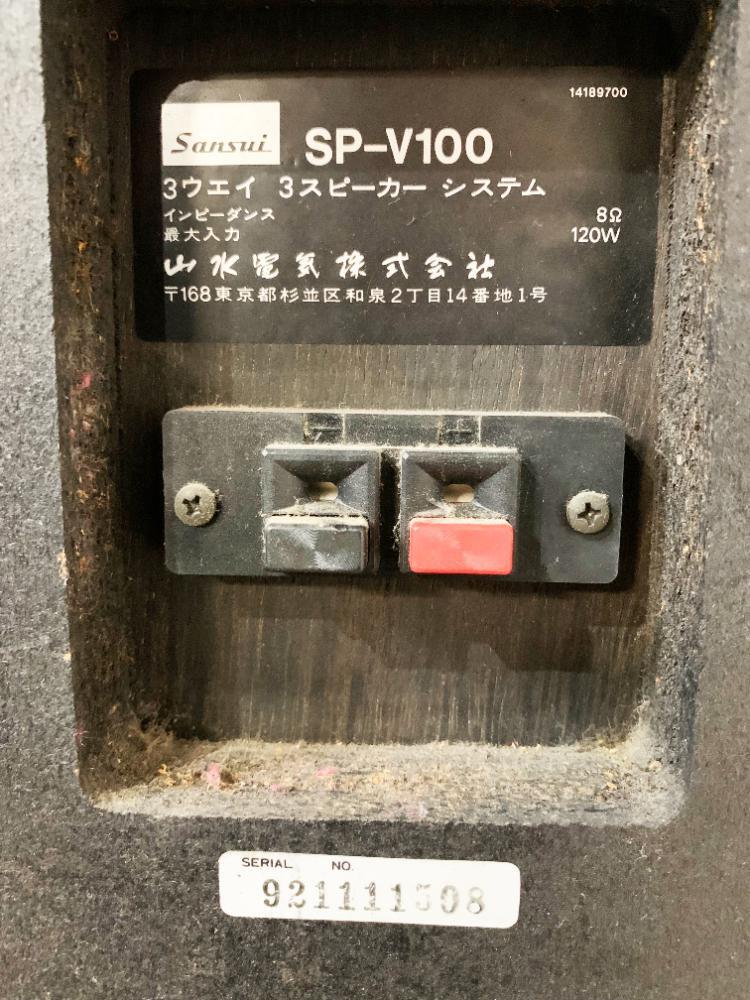 14189700
Sansui SP-V100
3ウエイ 3スピーカー システム
インピーダンス 8Ω
最大入力 120W
山水電気株式会社
〒168東京都杉並区和泉2丁目14番地1号
− +
SERIAL NO.